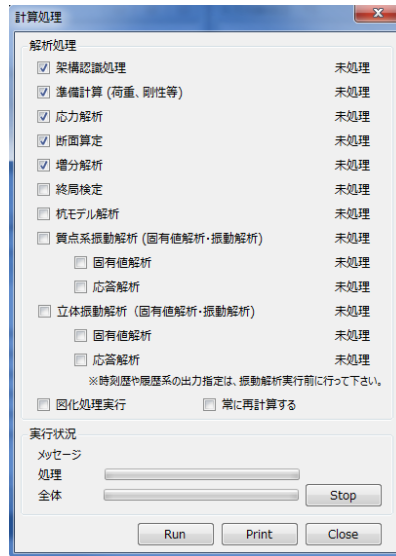 計算処理
解析処理
架構認識処理 未処理
準備計算 (荷重、剛性等) 未処理
応力解析 未処理
断面算定 未処理
増分解析 未処理
終局検定 未処理
杭モデル解析 未処理
質点系振動解析 (固有値解析・振動解析) 未処理
固有値解析 未処理
応答解析 未処理
立体振動解析 (固有値解析・振動解析) 未処理
固有値解析 未処理
応答解析 未処理
※時刻歴や履歴系の出力指定は、振動解析実行前に行って下さい。
図化処理実行 常に再計算する
実行状況
メッセージ
処理
全体 Stop
Run Print Close